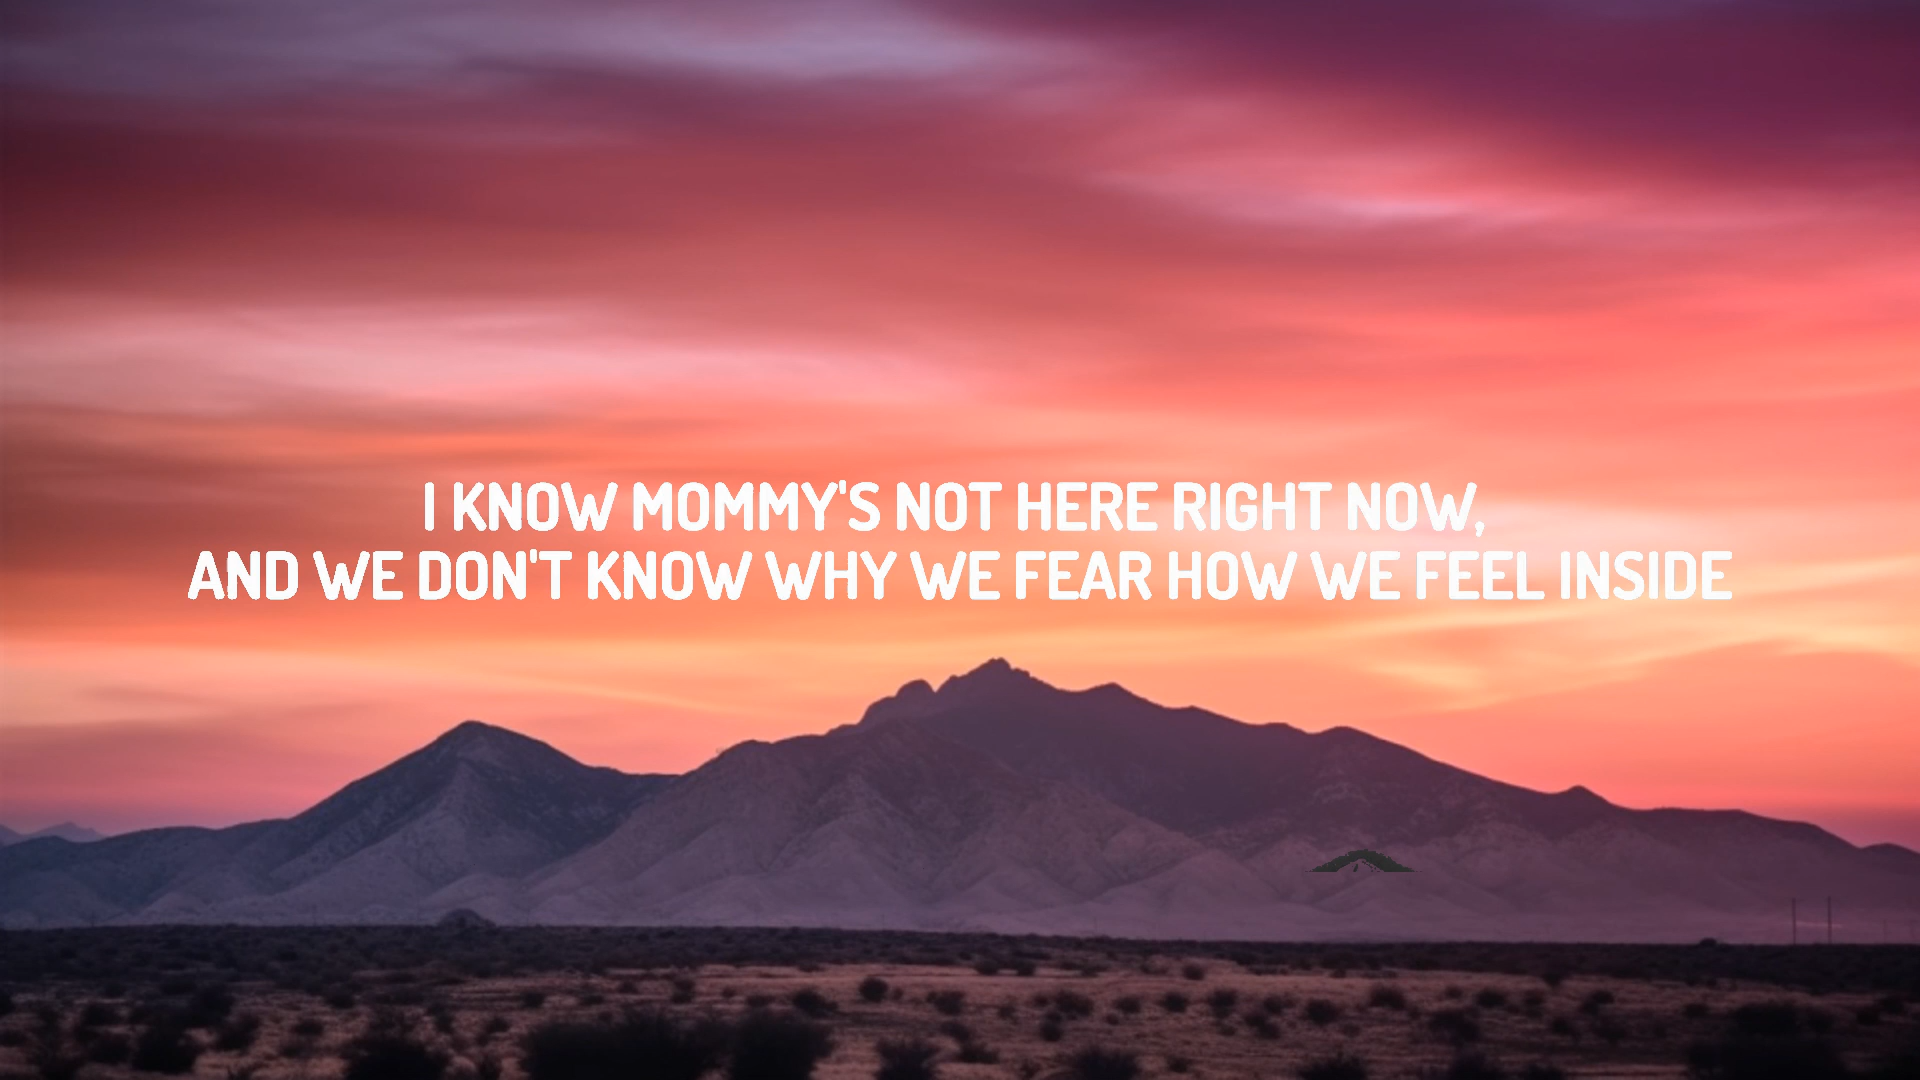 I KNOW MOMMY'S NOT HERE RIGHT NOW,
AND WE DON'T KNOW WHY WE FEAR HOW WE FEEL INSIDE